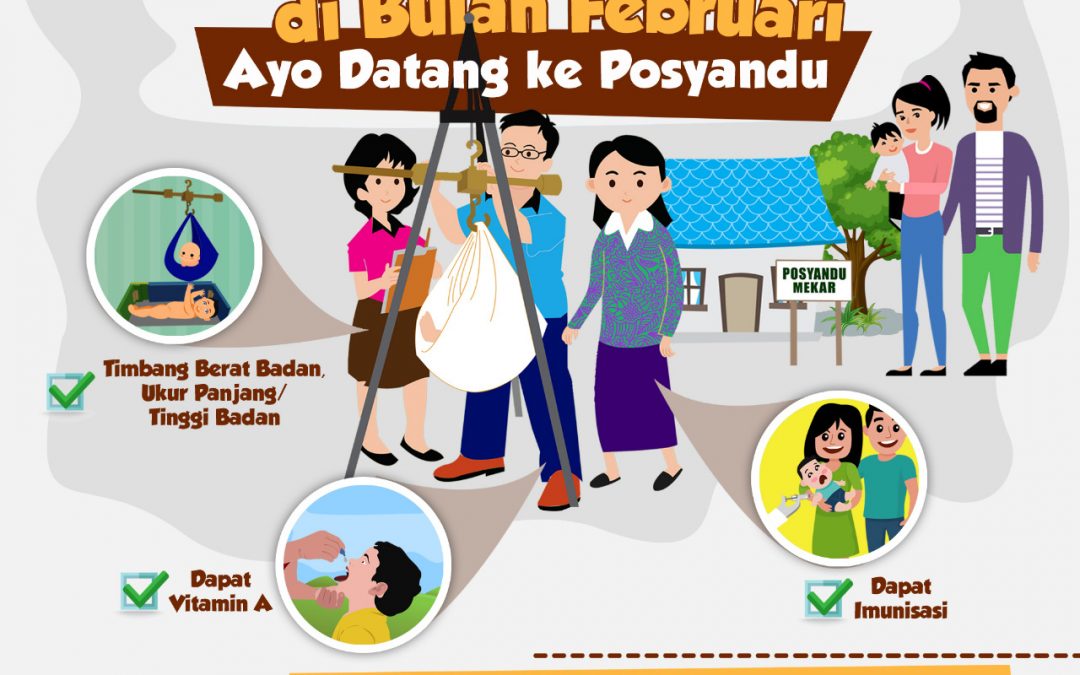 di Bulan Februari
Ayo Datang ke Posyandu
POSYANDU
MEKAR
Timbang Berat Badan,
Ukur Panjang/
Tinggi Badan
Dapat
Vitamin A
Dapat
Imunisasi